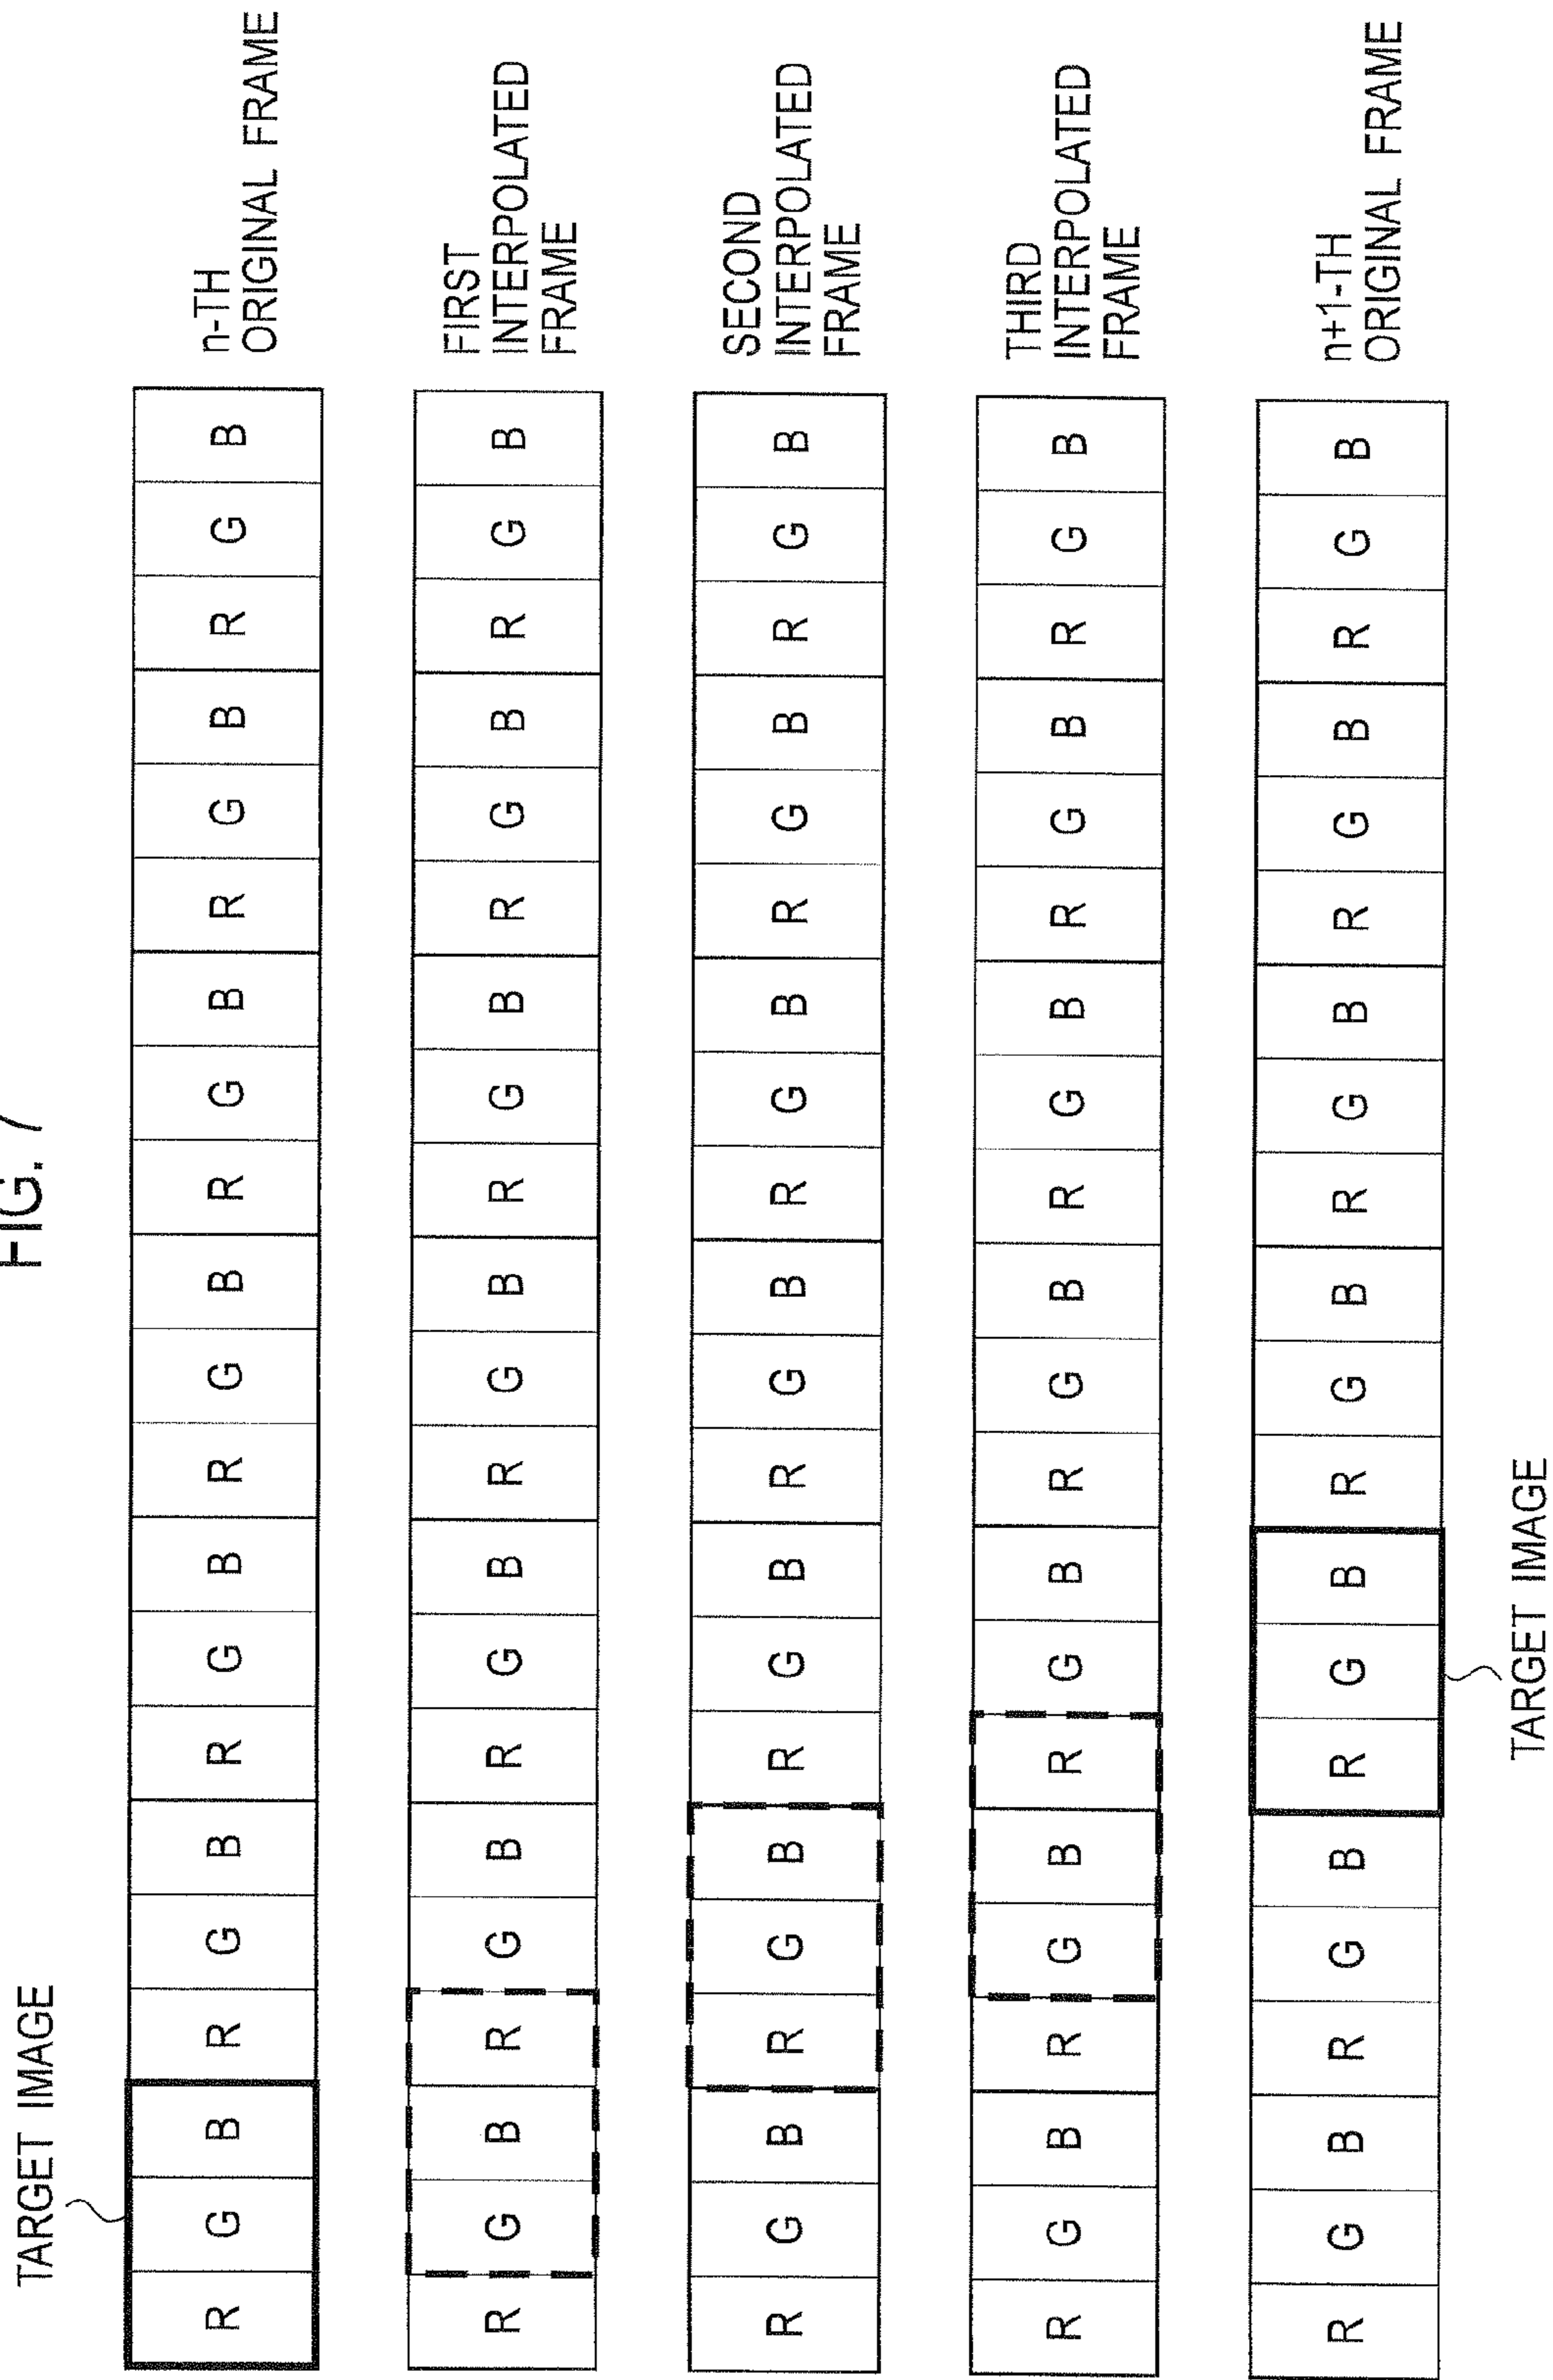 FIG. 7
TARGET IMAGE
R G B R G B R G B R G B R G B R G B R G B
n-TH
ORIGINAL FRAME
R G B R G B R G B R G B R G B R G B R G B
FIRST
INTERPOLATED
FRAME
R G B R G B R G B R G B R G B R G B R G B
SECOND
INTERPOLATED
FRAME
R G B R G B R G B R G B R G B R G B R G B
THIRD
INTERPOLATED
FRAME
R G B R G B R G B R G B R G B R G B R G B
n+1-TH
ORIGINAL FRAME
TARGET IMAGE